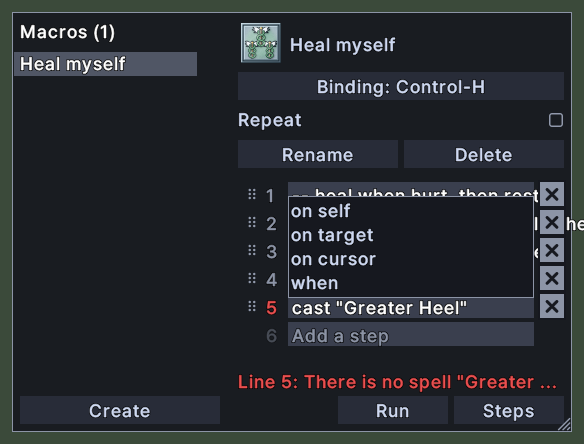 Macros (1)
Heal myself
Heal myself
Binding: Control-H
Repeat
Rename
Delete
1
2
3
4
on self
on target
on cursor
when
5 cast "Greater Heel"
6 Add a step
Line 5: There is no spell "Greater ...
Create
Run
Steps